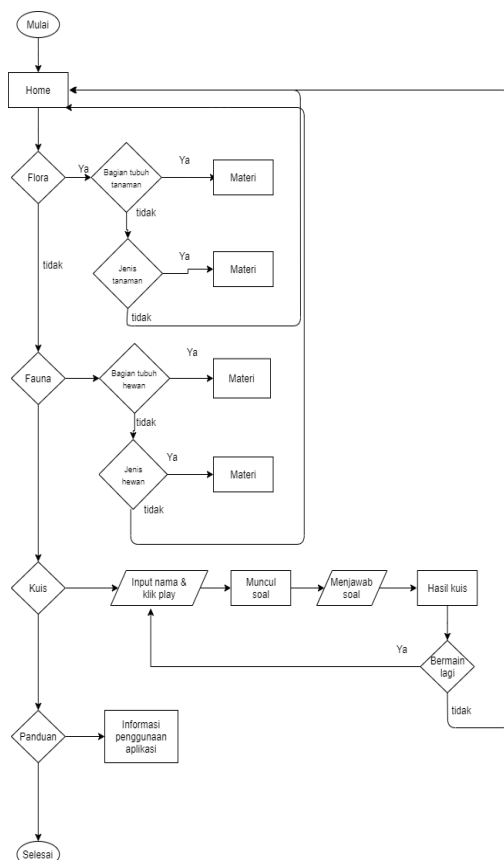 Mulai
Home
Flora
Ya
Bagian tubuh
tanaman
Ya
Materi
tidak
tidak
Jenis
tanaman
Ya
Materi
tidak
Fauna
Bagian tubuh
hewan
Ya
Materi
tidak
Jenis
hewan
Ya
Materi
tidak
Kuis
Input nama &
klik play
Muncul
soal
Menjawab
soal
Hasil kuis
Ya
Bermain
lagi
tidak
Panduan
Informasi
penggunaan
aplikasi
Selesai